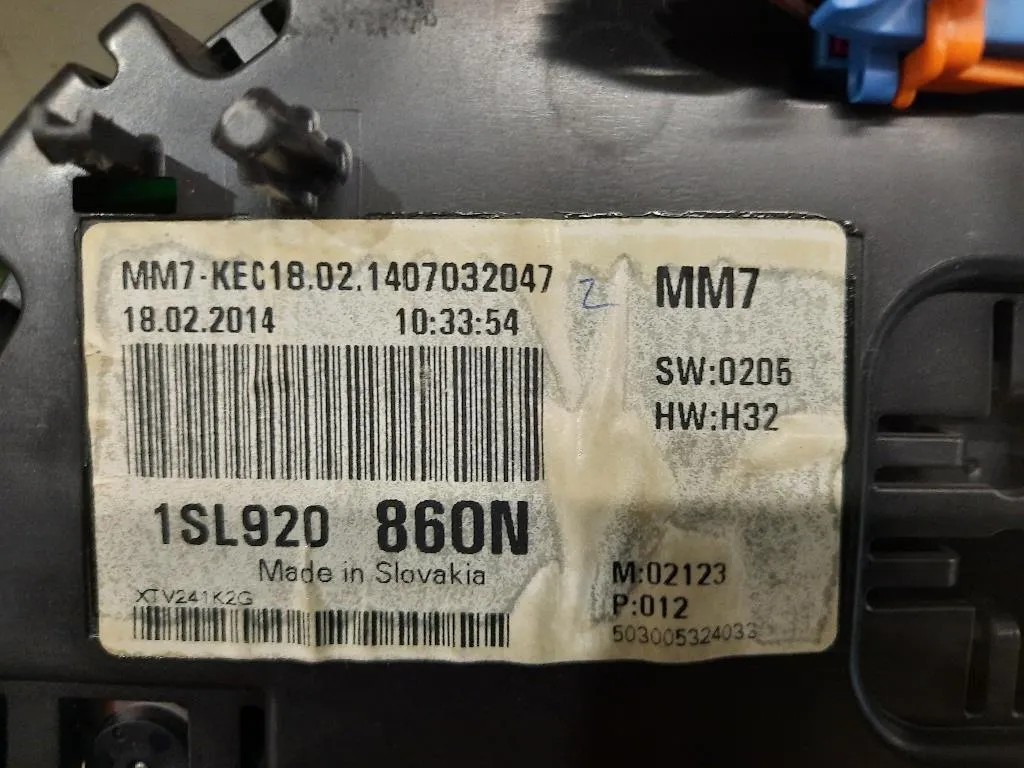 MM7-KEC18.02.1407032047
18.02.2014 10:33:54
2
MM7
SW:0205
HW:H32
1SL920 860N
Made in Slovakia
XTV241K2G
M:02123
P:012
503005324033